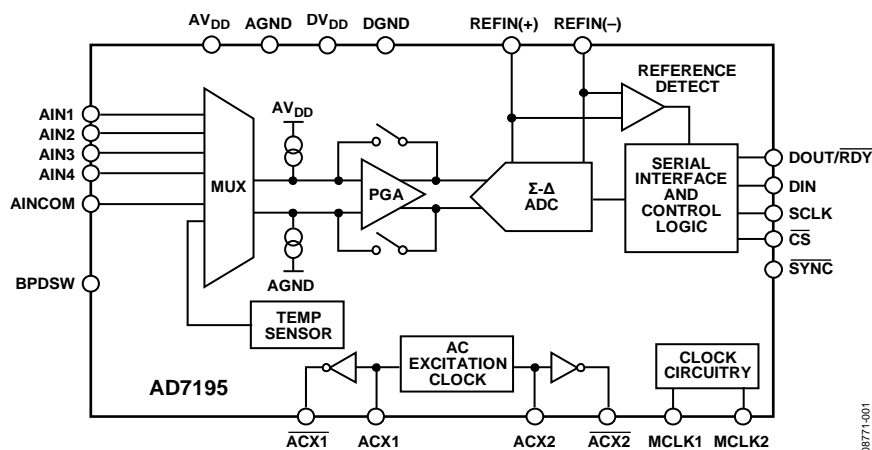 AVDD AGND DVDD DGND REFIN(+) REFIN(–)
REFERENCE
DETECT
AIN1
AIN2
AIN3
AIN4
AINCOM
BPDSW
MUX
AVDD
AGND
PGA
Σ-Δ
ADC
SERIAL
INTERFACE
AND
CONTROL
LOGIC
DOUT/RDY
DIN
SCLK
CS
SYNC
TEMP
SENSOR
AC
EXCITATION
CLOCK
CLOCK
CIRCUITRY
AD7195
ACX1 ACX1 ACX2 ACX2 MCLK1 MCLK2
08771-001